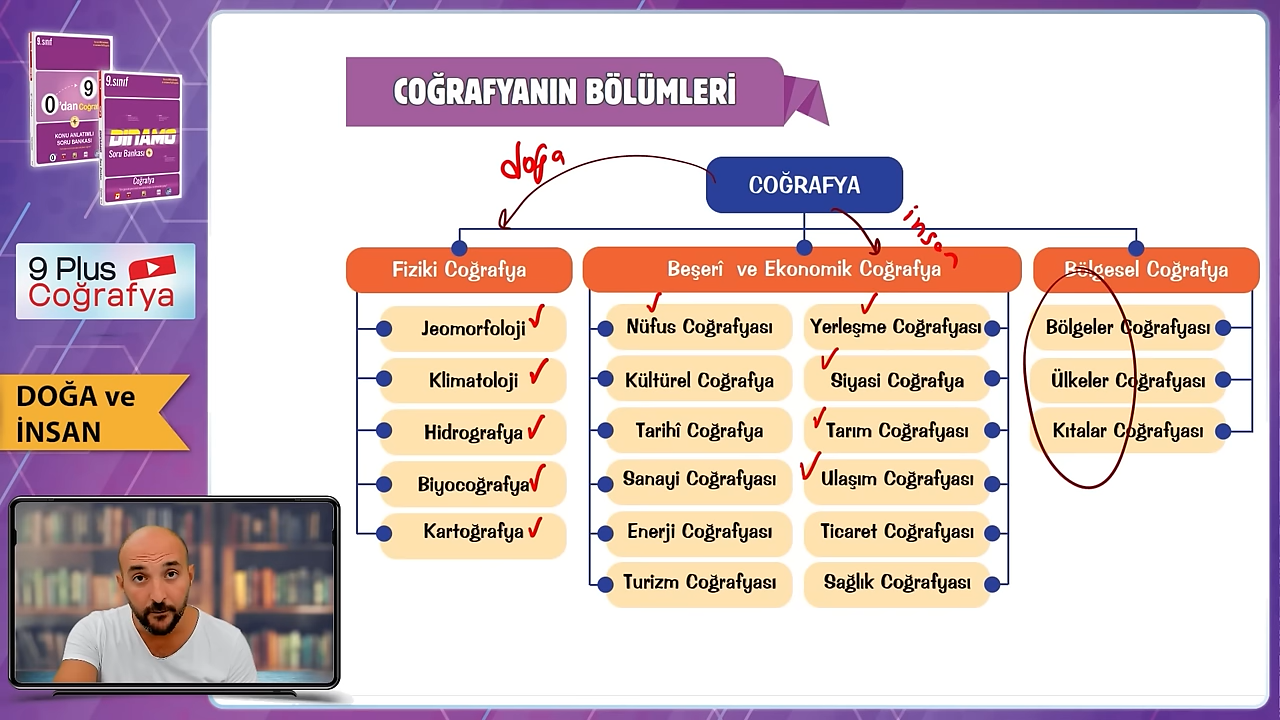 9.sınıf
0'dan 9
KONU ANLATIMLI
SORU BANKASI
9.sınıf
DİNAMO
Soru Bankası
Coğrafya
9 Plus
Coğrafya
DOĞA ve
İNSAN
COĞRAFYANIN BÖLÜMLERİ
doğa
COĞRAFYA
insan
Fiziki Coğrafya
Jeomorfoloji
Klimatoloji
Hidrografya
Biyocoğrafya
Kartoğrafya
Beşerî ve Ekonomik Coğrafya
Nüfus Coğrafyası
Yerleşme Coğrafyası
Kültürel Coğrafya
Siyasi Coğrafya
Tarihî Coğrafya
Tarım Coğrafyası
Sanayi Coğrafyası
Ulaşım Coğrafyası
Enerji Coğrafyası
Ticaret Coğrafyası
Turizm Coğrafyası
Sağlık Coğrafyası
Bölgesel Coğrafya
Bölgeler Coğrafyası
Ülkeler Coğrafyası
Kıtalar Coğrafyası